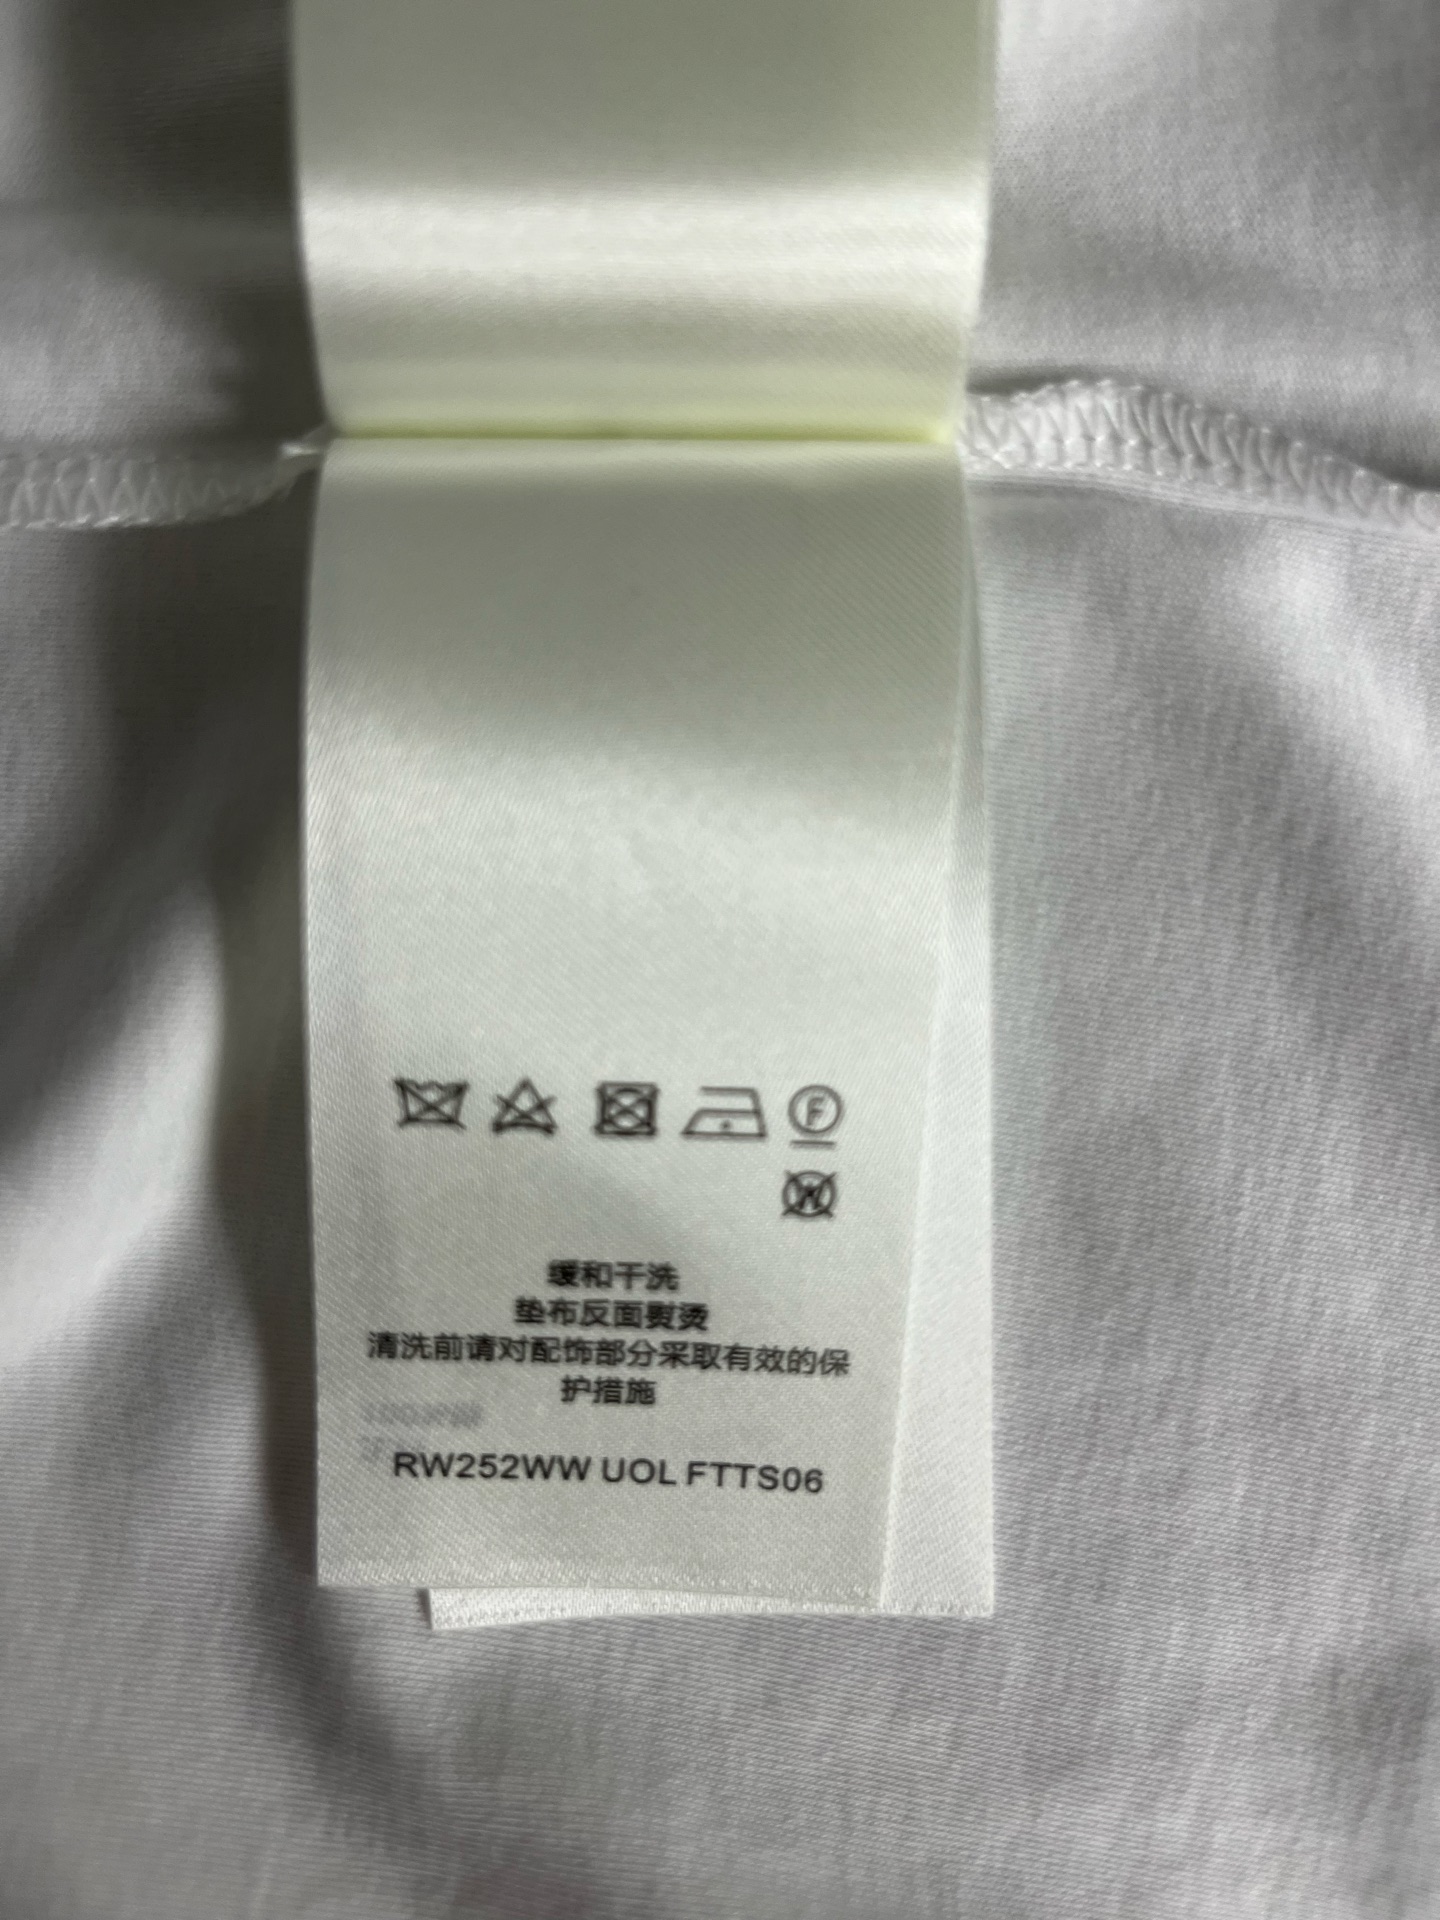 F
W
缓和干洗
垫布反面熨烫
清洗前请对配饰部分采取有效的保
护措施
RW252WW UOL FTTS06